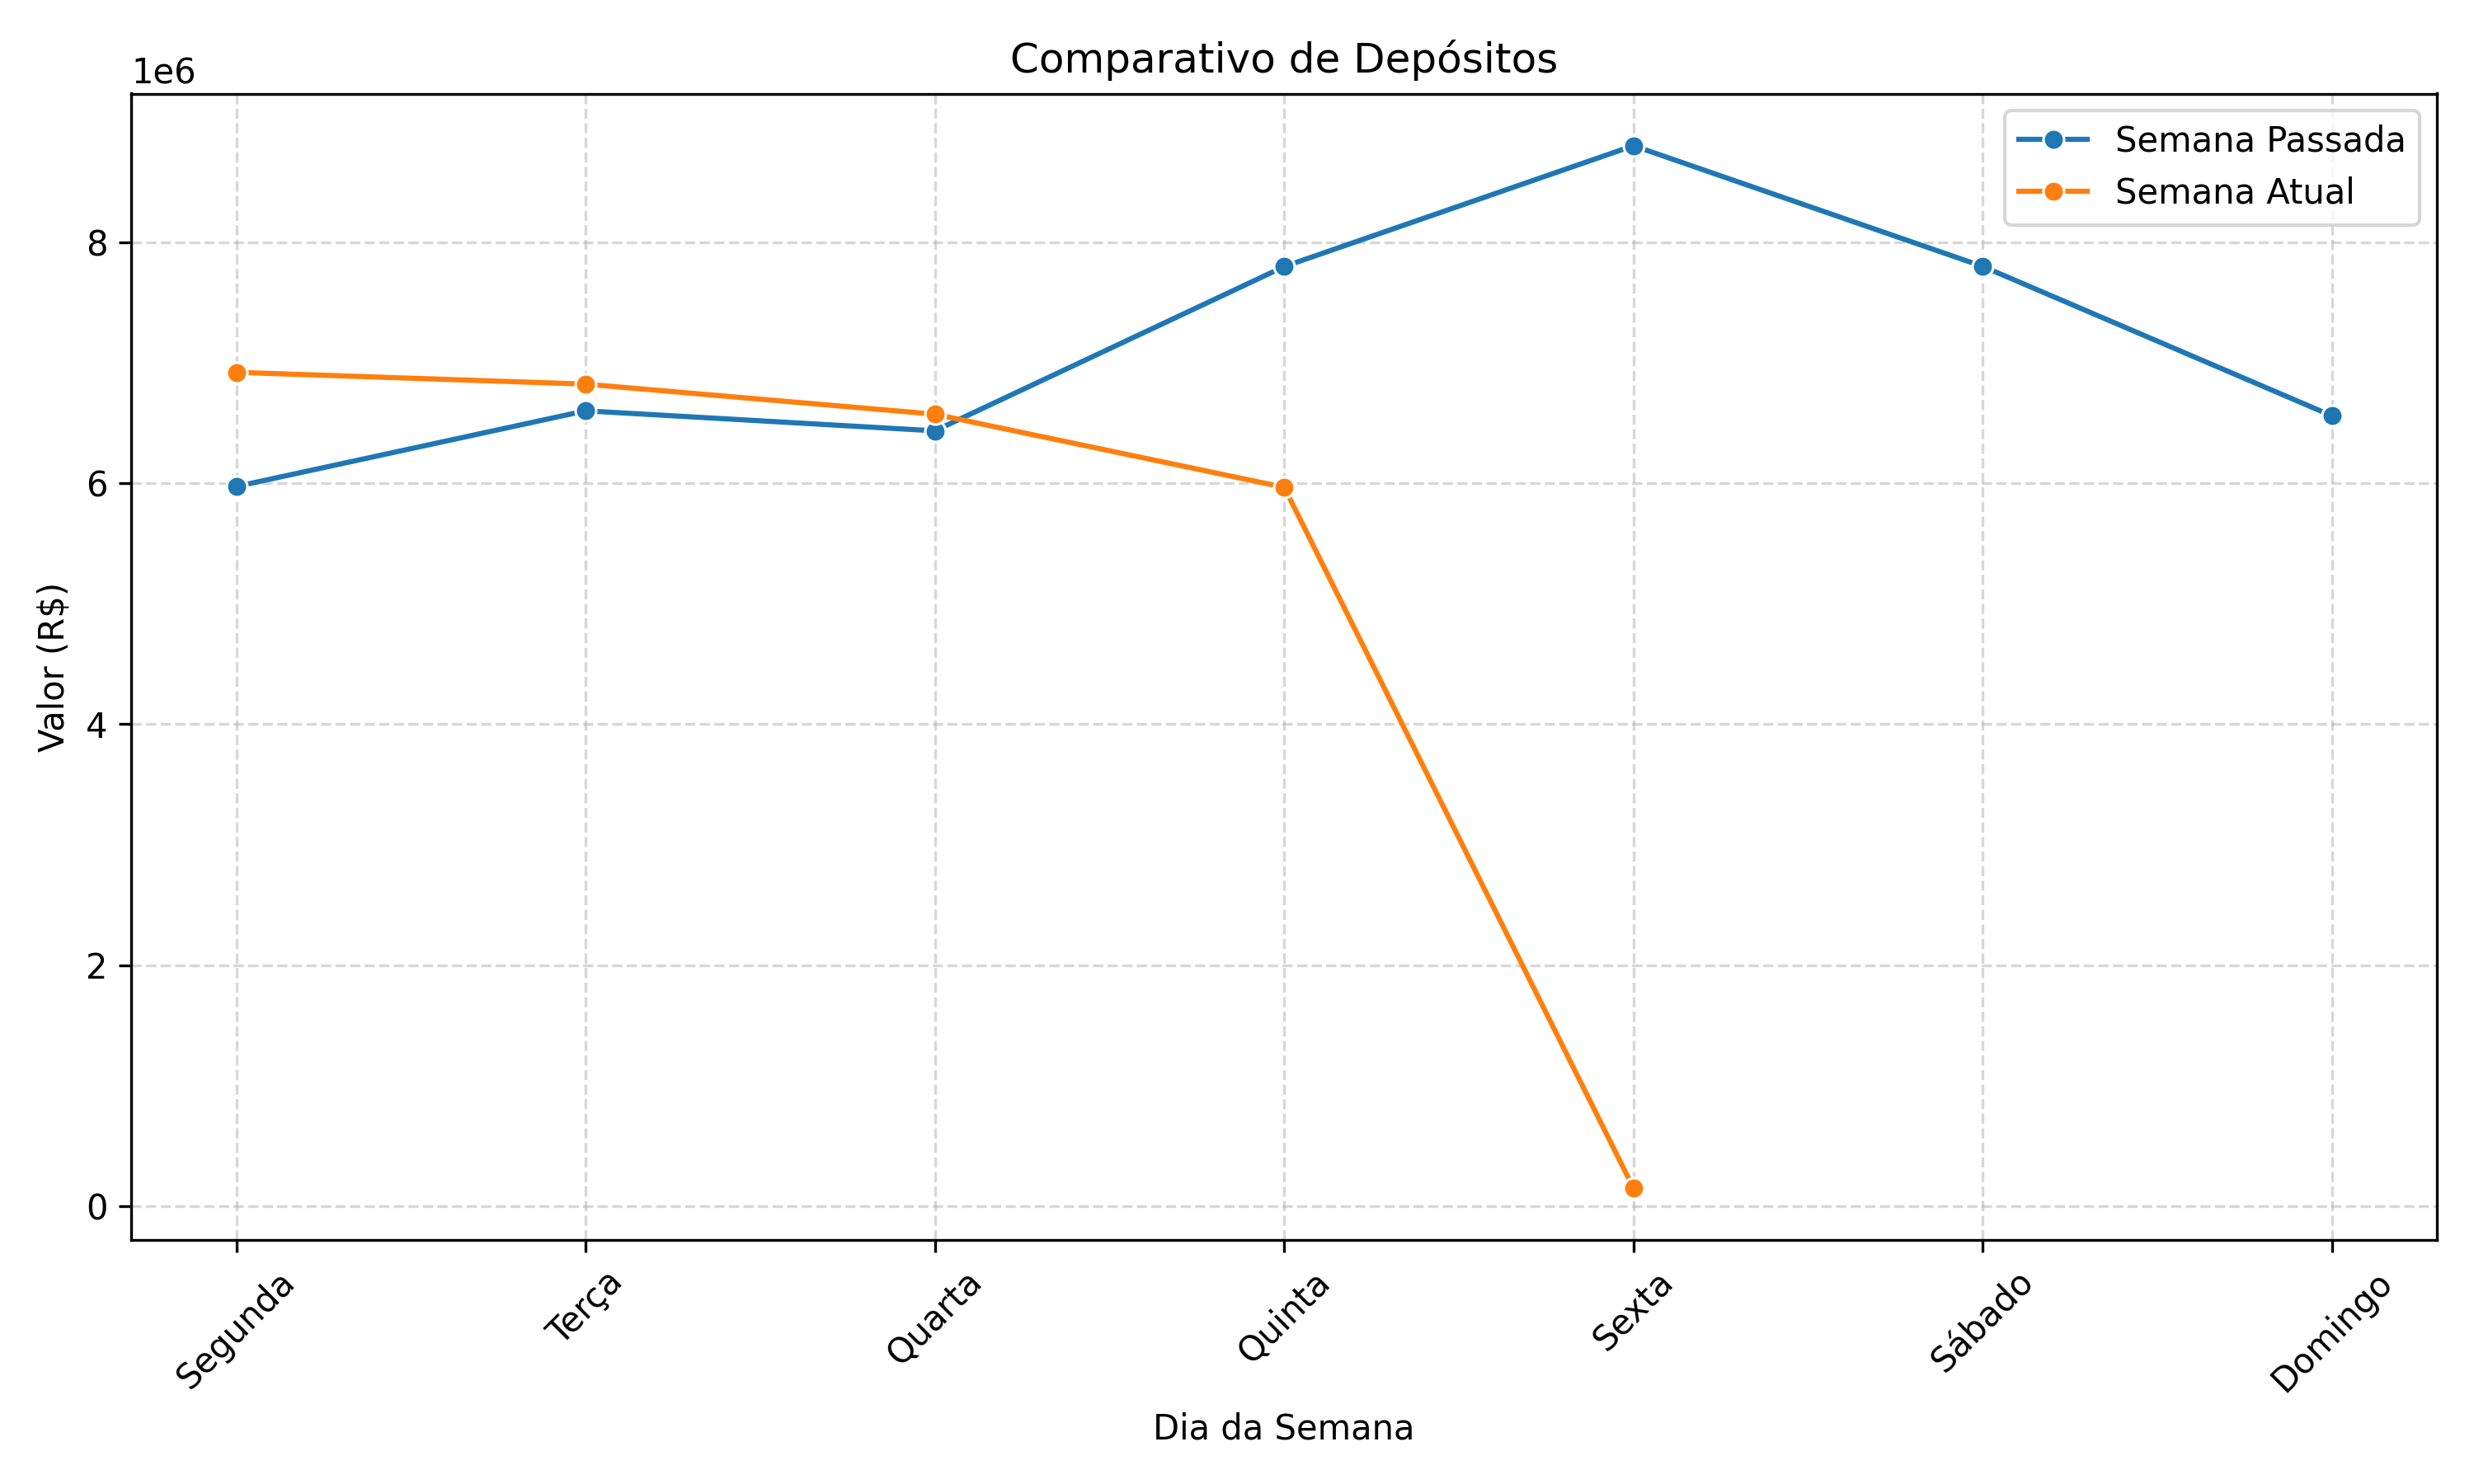 Comparativo de Depósitos
1e6
Semana Passada
Semana Atual
8
6
4
2
0
Valor (R$)
Segunda
Terça
Quarta
Quinta
Sexta
Sábado
Domingo
Dia da Semana